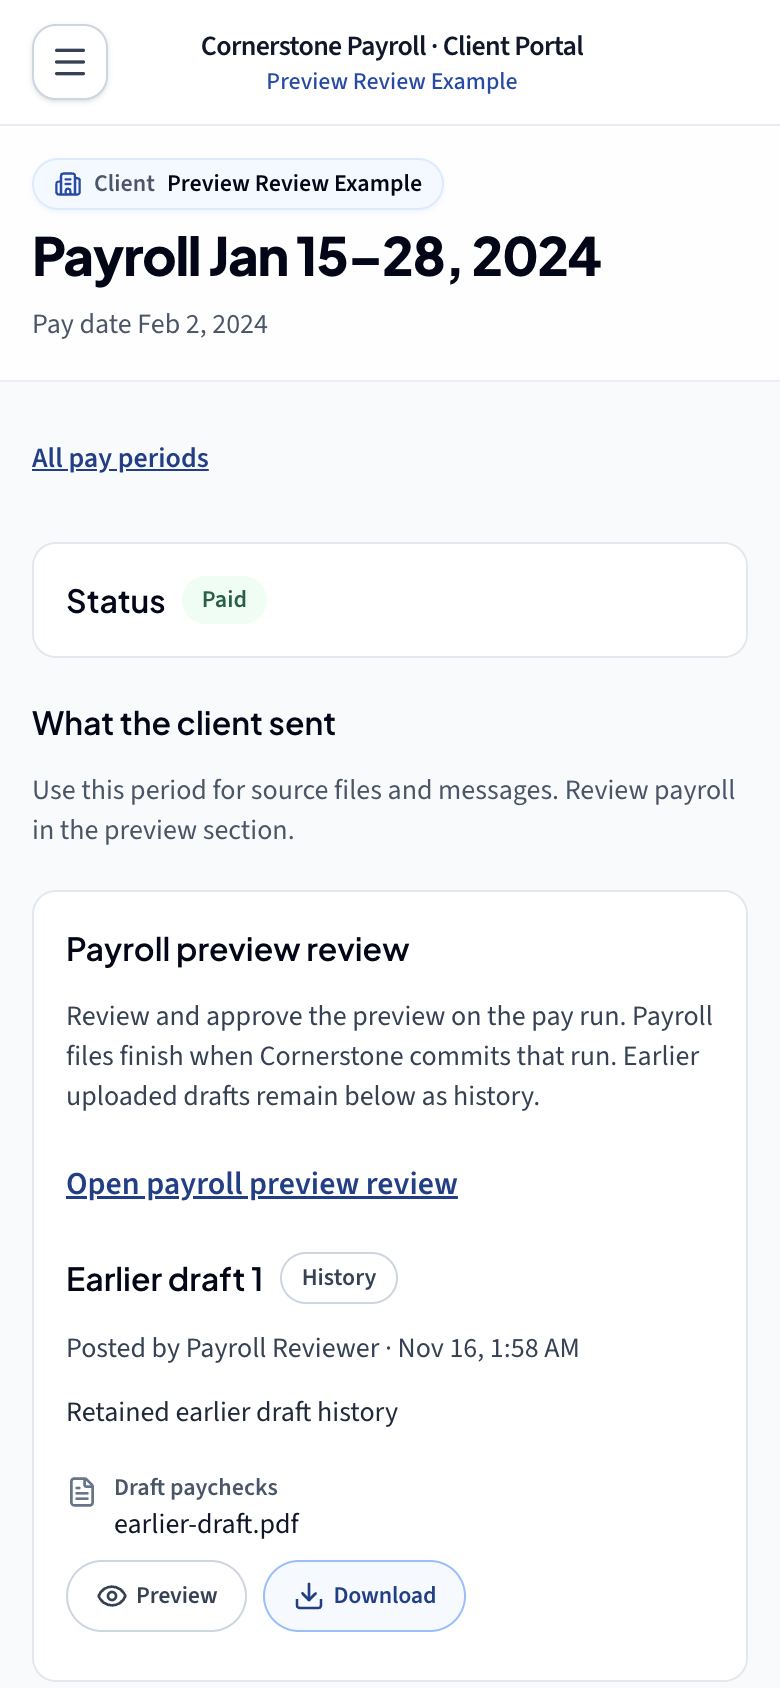 Cornerstone Payroll · Client Portal
Preview Review Example
Client Preview Review Example
Payroll Jan 15–28, 2024
Pay date Feb 2, 2024
All pay periods
Status Paid
What the client sent
Use this period for source files and messages. Review payroll
in the preview section.
Payroll preview review
Review and approve the preview on the pay run. Payroll
files finish when Cornerstone commits that run. Earlier
uploaded drafts remain below as history.
Open payroll preview review
Earlier draft 1 History
Posted by Payroll Reviewer · Nov 16, 1:58 AM
Retained earlier draft history
Draft paychecks
earlier-draft.pdf
Preview Download